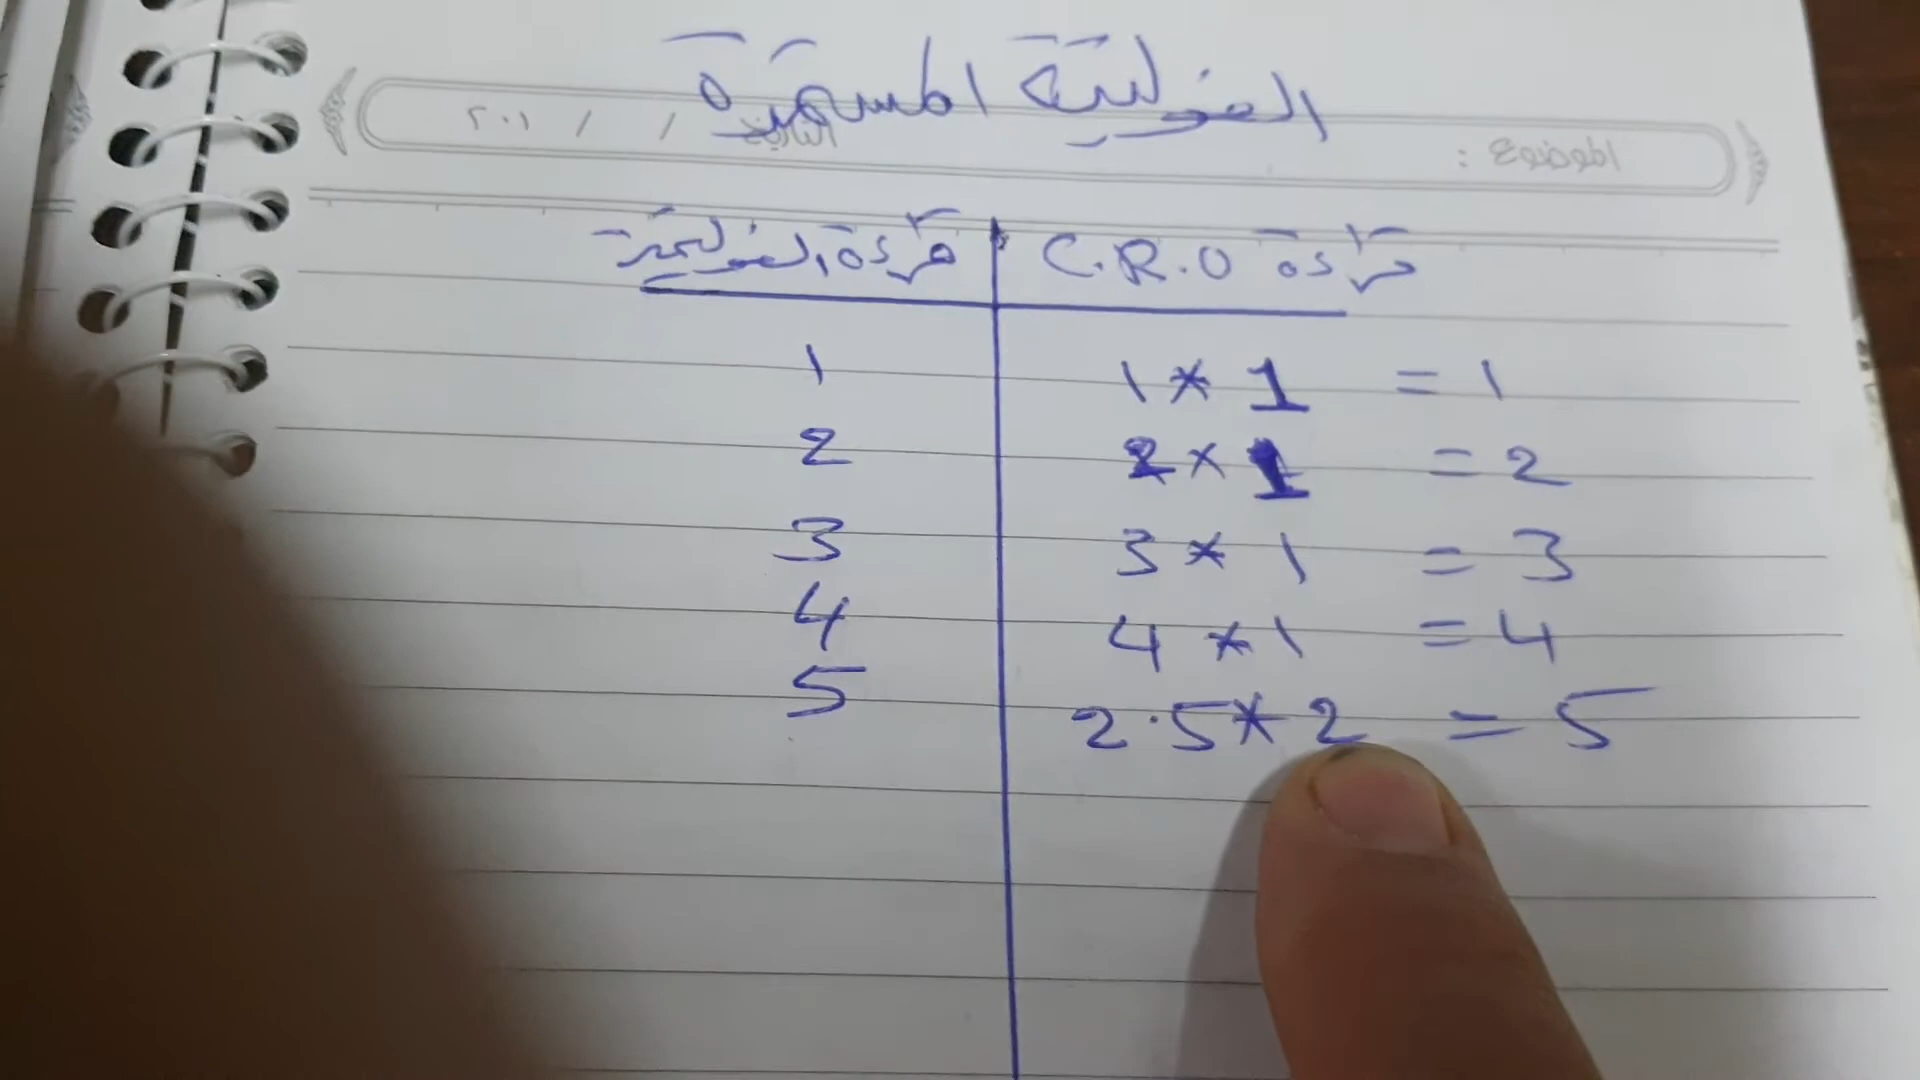 الفولتية المستمرة
الموضوع : التاريخ / / ٢٠١
قراءة C.R.O قراءة الفولتميتر
1 * 1 = 1 1
2 * 1 = 2 2
3 * 1 = 3 3
4 * 1 = 4 4
2.5 * 2 = 5 5